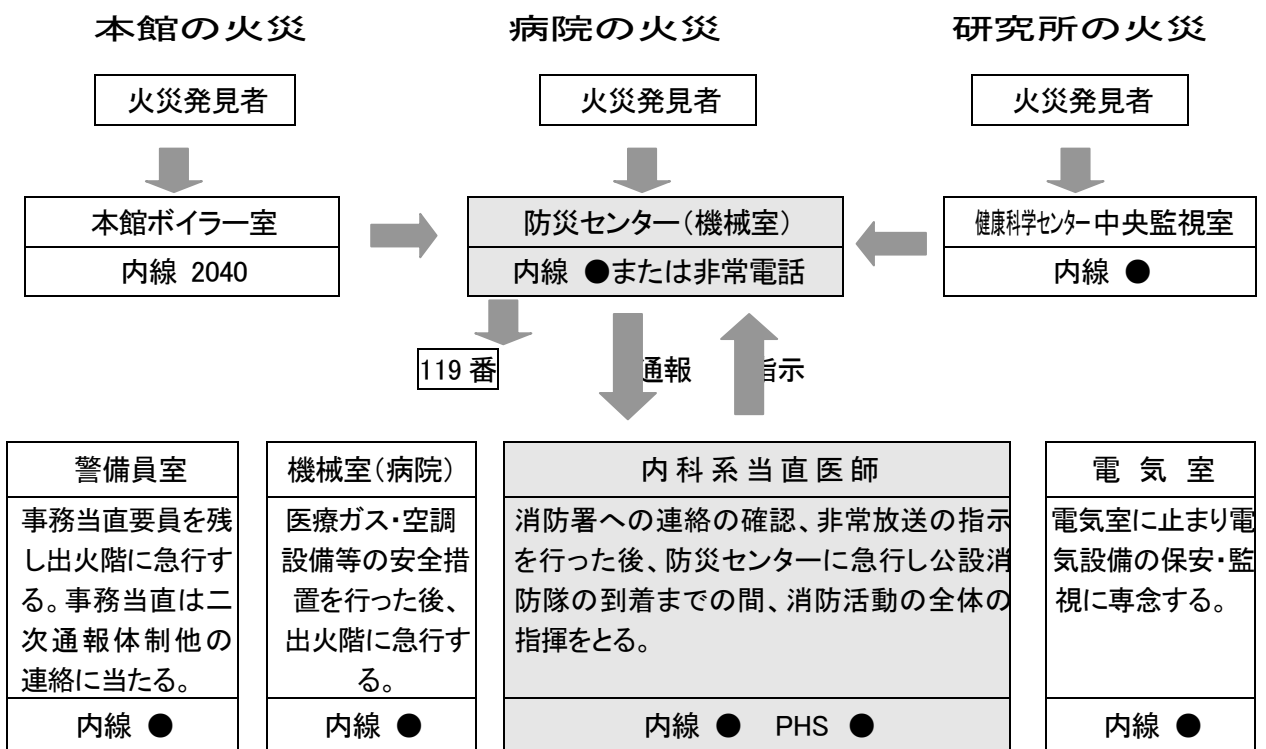 本館の火災
病院の火災
研究所の火災
火災発見者
火災発見者
火災発見者
本館ボイラー室
内線 2040
防災センター（機械室）
内線 ●または非常電話
健康科学センター中央監視室
内線 ●
119 番
通報
指示
警備員室
事務当直要員を残
し出火階に急行す
る。事務当直は二
次通報体制他の
連絡に当たる。
内線 ●
機械室（病院）
医療ガス・空調
設備等の安全措
置を行った後、
出火階に急行す
る。
内線 ●
内科系当直医師
消防署への連絡の確認、非常放送の指示
を行った後、防災センターに急行し公設消
防隊の到着までの間、消防活動の全体の
指揮をとる。
内線 ● PHS ●
電気室
電気室に止まり電
気設備の保安・監
視に専念する。
内線 ●